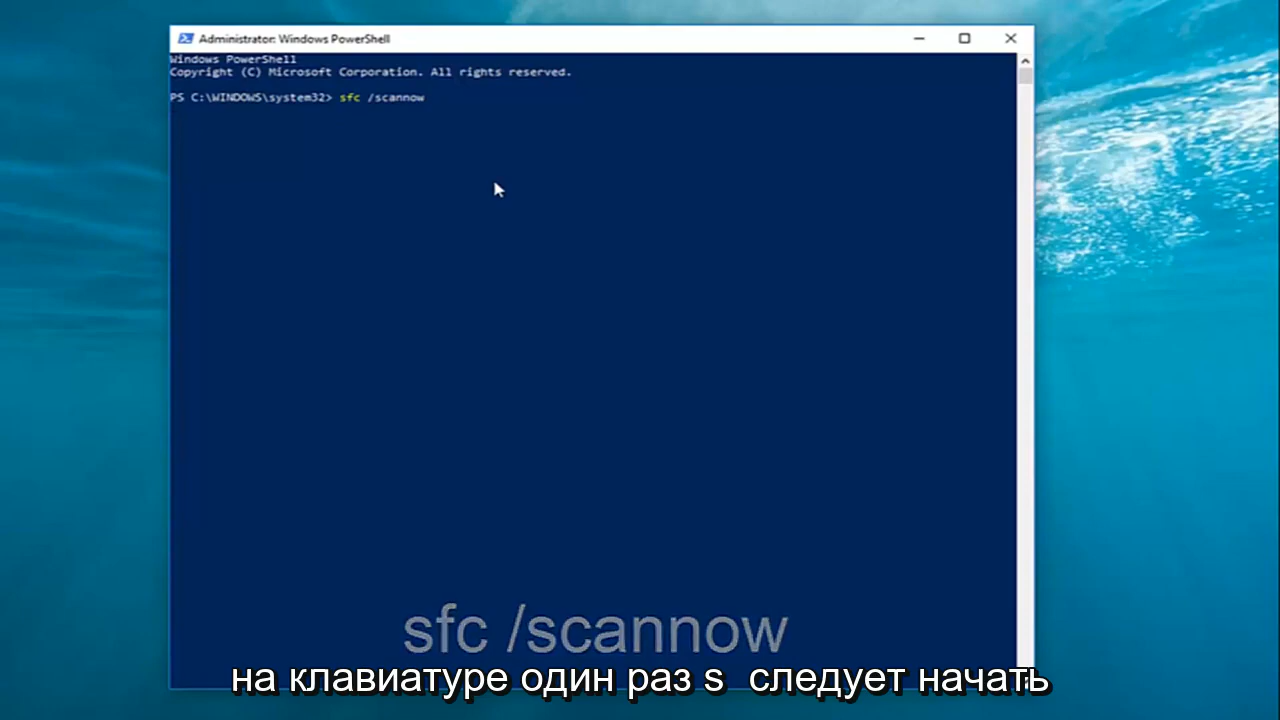 Administrator: Windows PowerShell
Windows PowerShell
Copyright (C) Microsoft Corporation. All rights reserved.
PS C:\WINDOWS\system32> sfc /scannow
sfc /scannow
на клавиатуре один раз s следует начать